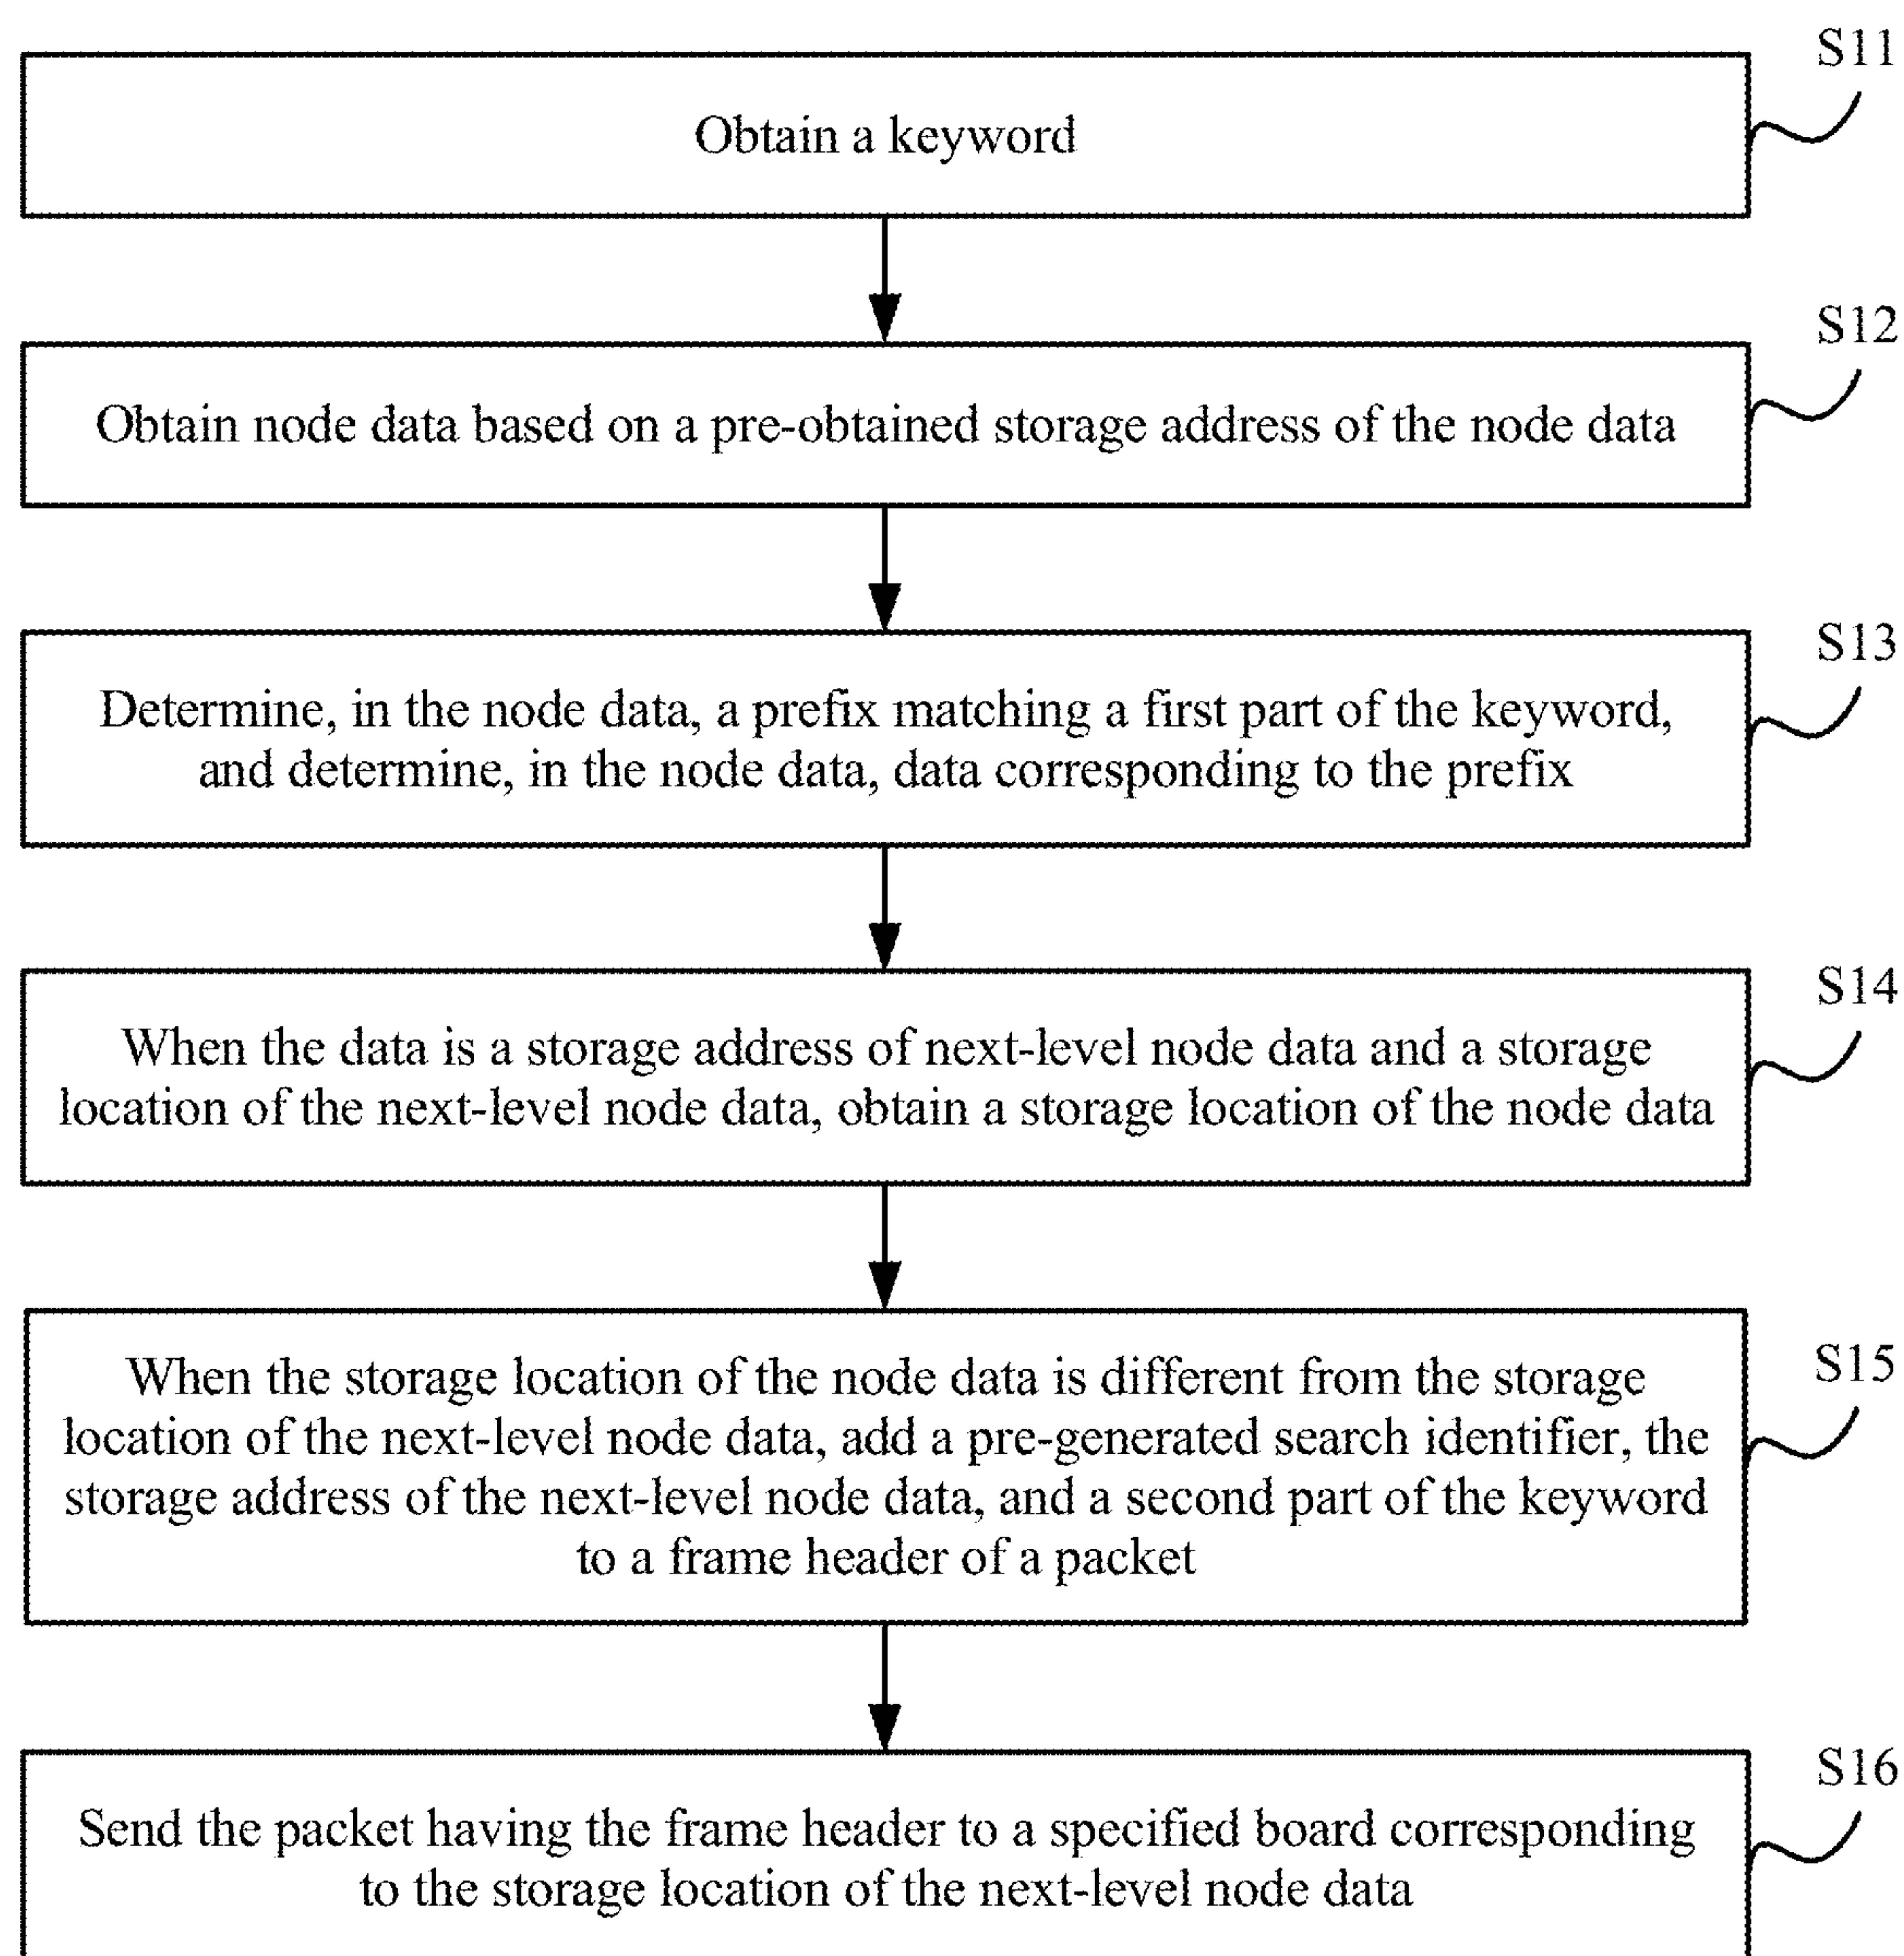 S11
Obtain a keyword
S12
Obtain node data based on a pre-obtained storage address of the node data
S13
Determine, in the node data, a prefix matching a first part of the keyword,
and determine, in the node data, data corresponding to the prefix
S14
When the data is a storage address of next-level node data and a storage
location of the next-level node data, obtain a storage location of the node data
S15
When the storage location of the node data is different from the storage
location of the next-level node data, add a pre-generated search identifier, the
storage address of the next-level node data, and a second part of the keyword
to a frame header of a packet
S16
Send the packet having the frame header to a specified board corresponding
to the storage location of the next-level node data